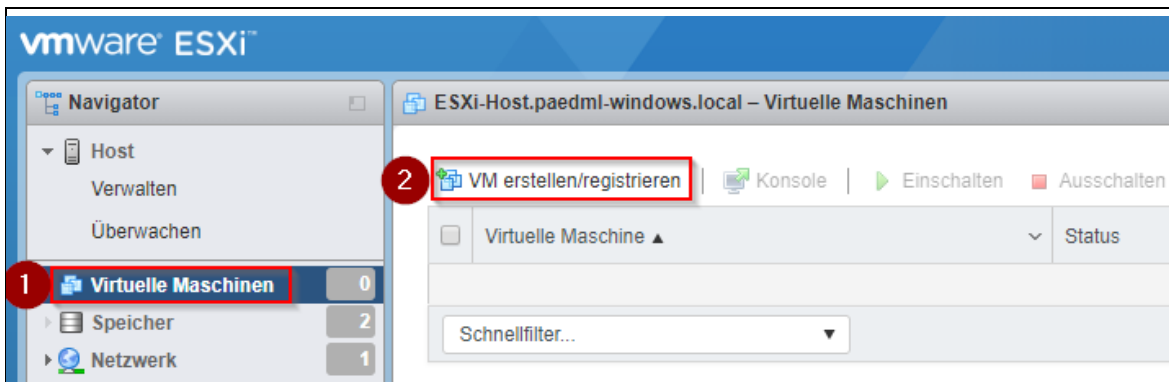 vmware ESXi™
Navigator
ESXi-Host.paedml-windows.local – Virtuelle Maschinen
Host
Verwalten
Überwachen
2
VM erstellen/registrieren
Konsole
Einschalten
Ausschalten
Virtuelle Maschine ▲
Status
1
Virtuelle Maschinen 0
Speicher 2
Netzwerk 1
Schnellfilter...